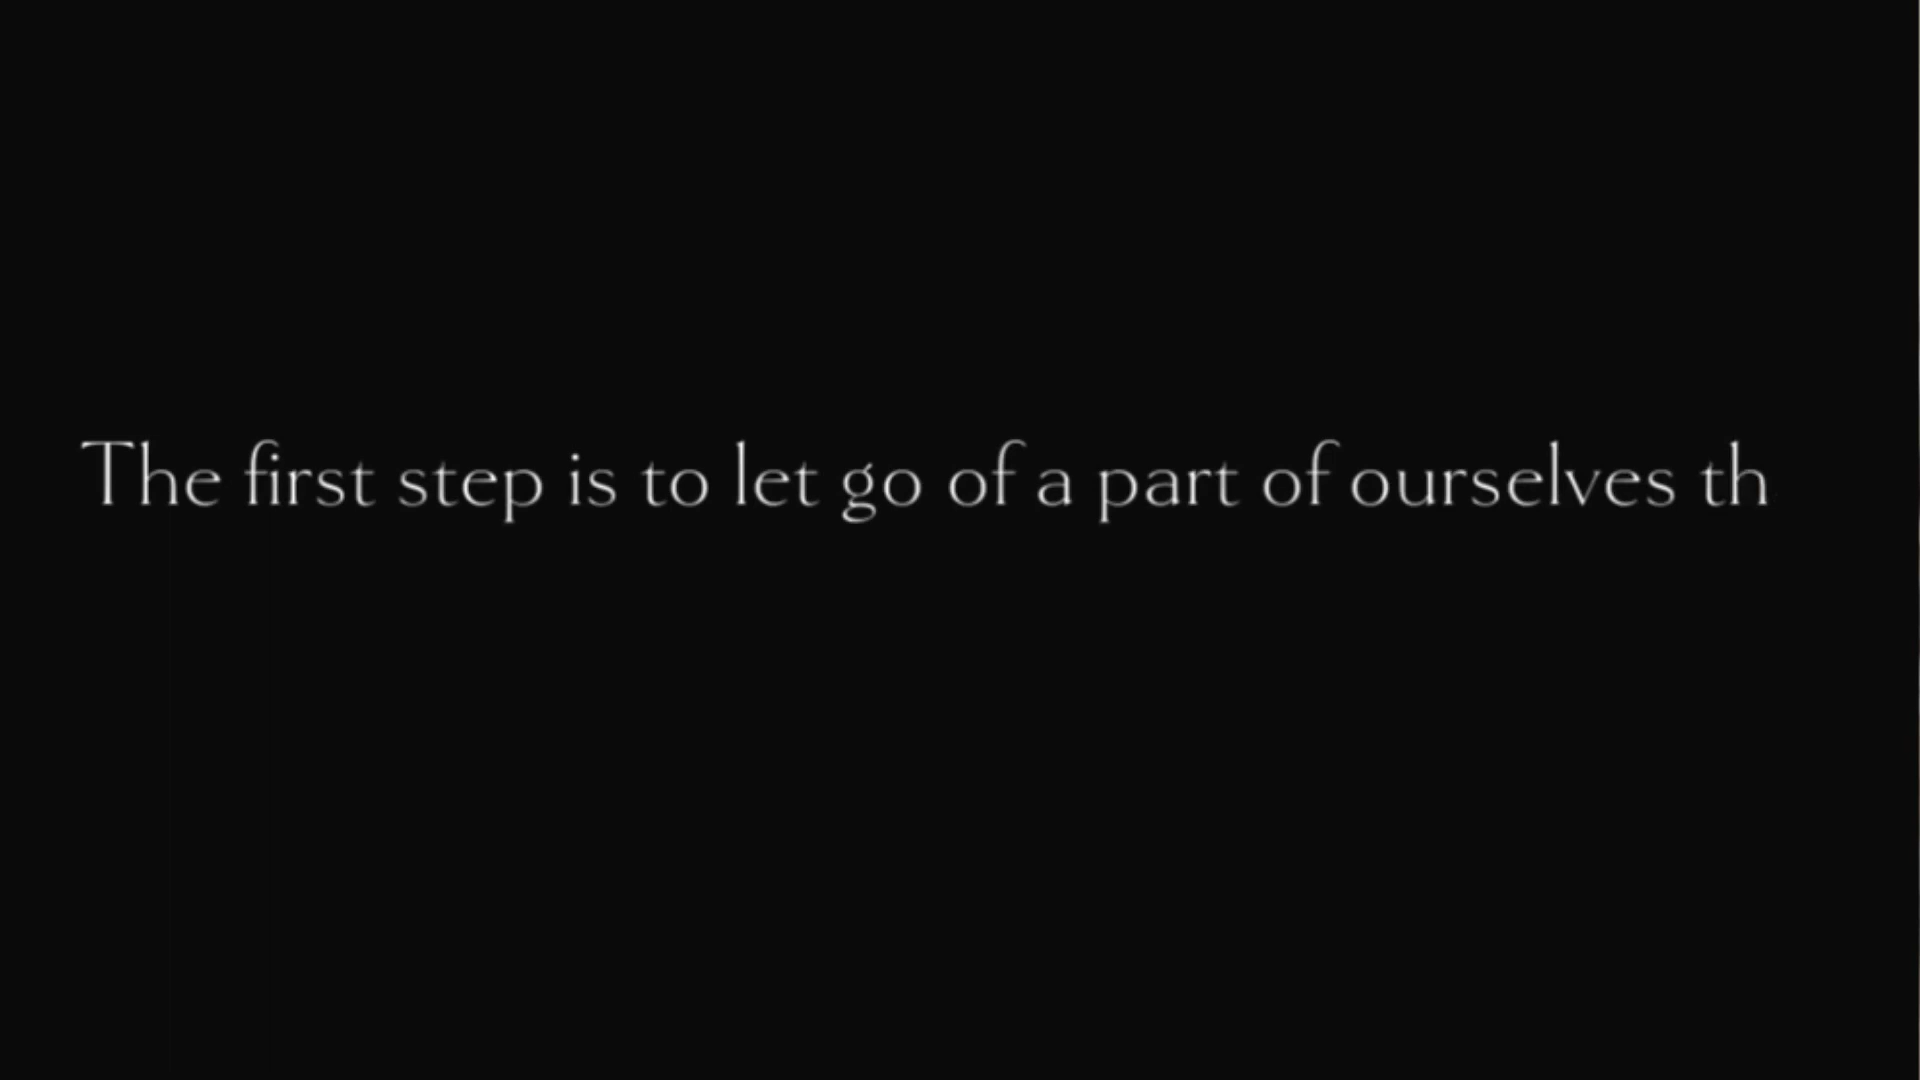 The first step is to let go of a part of ourselves th